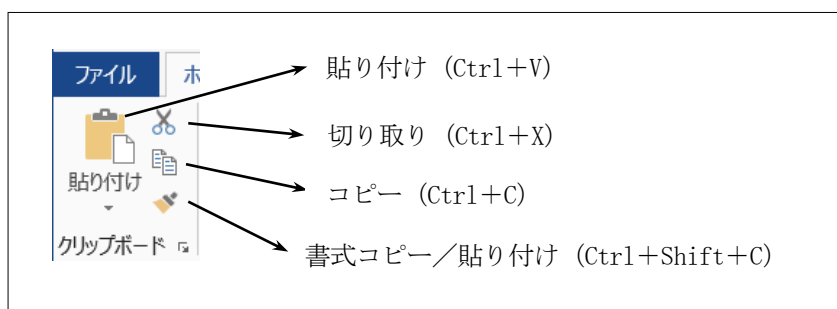 ファイル ホ
貼り付け (Ctrl＋V)
切り取り (Ctrl＋X)
貼り付け
コピー (Ctrl＋C)
クリップボード
書式コピー／貼り付け (Ctrl＋Shift＋C)